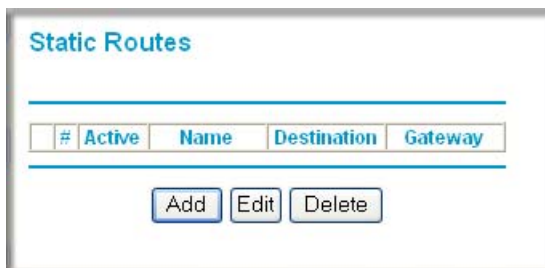 Static Routes
# Active Name Destination Gateway
Add Edit Delete